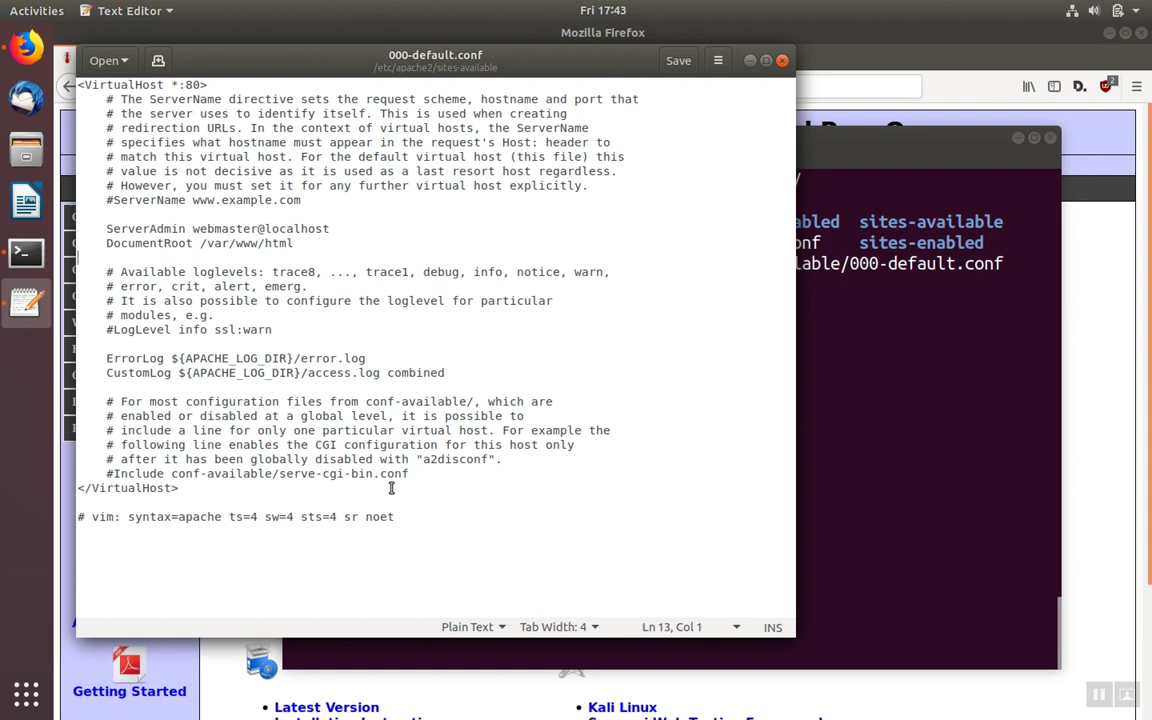 Activities Text Editor Fri 17:43
Mozilla Firefox
Open 000-default.conf Save
/etc/apache2/sites-available
<VirtualHost *:80>
# The ServerName directive sets the request scheme, hostname and port that
# the server uses to identify itself. This is used when creating
# redirection URLs. In the context of virtual hosts, the ServerName
# specifies what hostname must appear in the request's Host: header to
# match this virtual host. For the default virtual host (this file) this
# value is not decisive as it is used as a last resort host regardless.
# However, you must set it for any further virtual host explicitly.
#ServerName www.example.com
ServerAdmin webmaster@localhost
DocumentRoot /var/www/html
# Available loglevels: trace8, ..., trace1, debug, info, notice, warn,
# error, crit, alert, emerg.
# It is also possible to configure the loglevel for particular
# modules, e.g.
#LogLevel info ssl:warn
ErrorLog ${APACHE_LOG_DIR}/error.log
CustomLog ${APACHE_LOG_DIR}/access.log combined
# For most configuration files from conf-available/, which are
# enabled or disabled at a global level, it is possible to
# include a line for only one particular virtual host. For example the
# following line enables the CGI configuration for this host only
# after it has been globally disabled with "a2disconf".
#Include conf-available/serve-cgi-bin.conf
</VirtualHost>
# vim: syntax=apache ts=4 sw=4 sts=4 sr noet
Plain Text Tab Width: 4 Ln 13, Col 1 INS
/
abled sites-available
onf sites-enabled
lable/000-default.conf
D. 2
Getting Started
• Latest Version
• Kali Linux